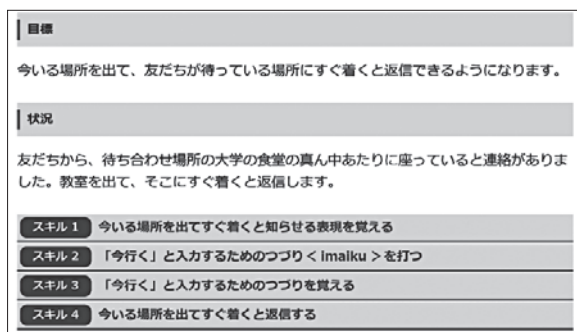 目標
今いる場所を出て、友だちが待っている場所にすぐ着くと返信できるようになります。
状況
友だちから、待ち合わせ場所の大学の食堂の真ん中あたりに座っていると連絡がありま
した。教室を出て、そこにすぐ着くと返信します。
スキル 1 今いる場所を出てすぐ着くと知らせる表現を覚える
スキル 2 「今行く」と入力するためのつづり < imaiku > を打つ
スキル 3 「今行く」と入力するためのつづりを覚える
スキル 4 今いる場所を出てすぐ着くと返信する